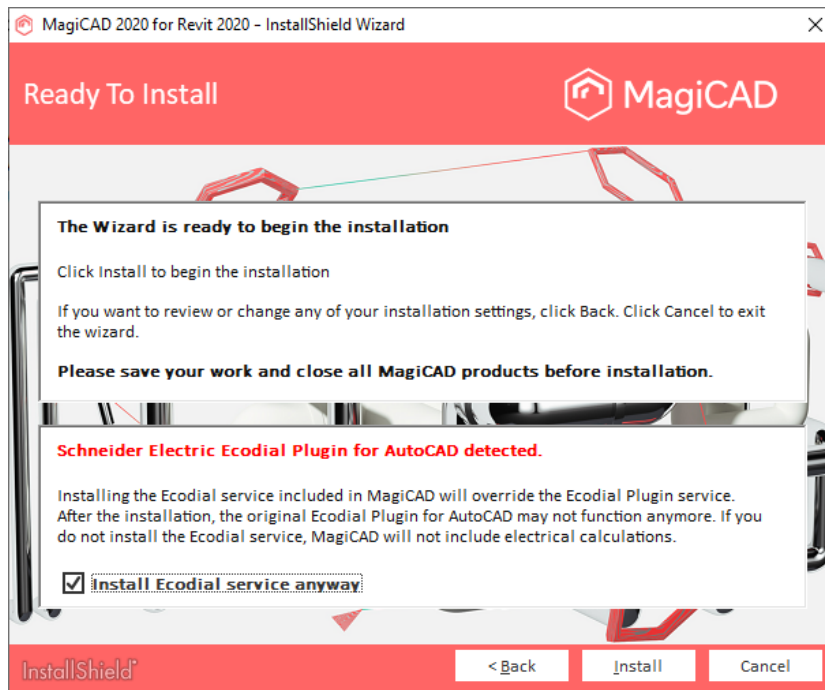 MagiCAD 2020 for Revit 2020 - InstallShield Wizard
Ready To Install
MagiCAD
The Wizard is ready to begin the installation
Click Install to begin the installation
If you want to review or change any of your installation settings, click Back. Click Cancel to exit
the wizard.
Please save your work and close all MagiCAD products before installation.
Schneider Electric Ecodial Plugin for AutoCAD detected.
Installing the Ecodial service included in MagiCAD will override the Ecodial Plugin service.
After the installation, the original Ecodial Plugin for AutoCAD may not function anymore. If you
do not install the Ecodial service, MagiCAD will not include electrical calculations.
Install Ecodial service anyway
InstallShield
< Back
Install
Cancel